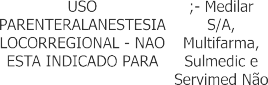 USO
PARENTERALANESTESIA
LOCORREGIONAL - NAO
ESTA INDICADO PARA
;- Medilar
S/A,
Multifarma,
Sulmedic e
Servimed Não